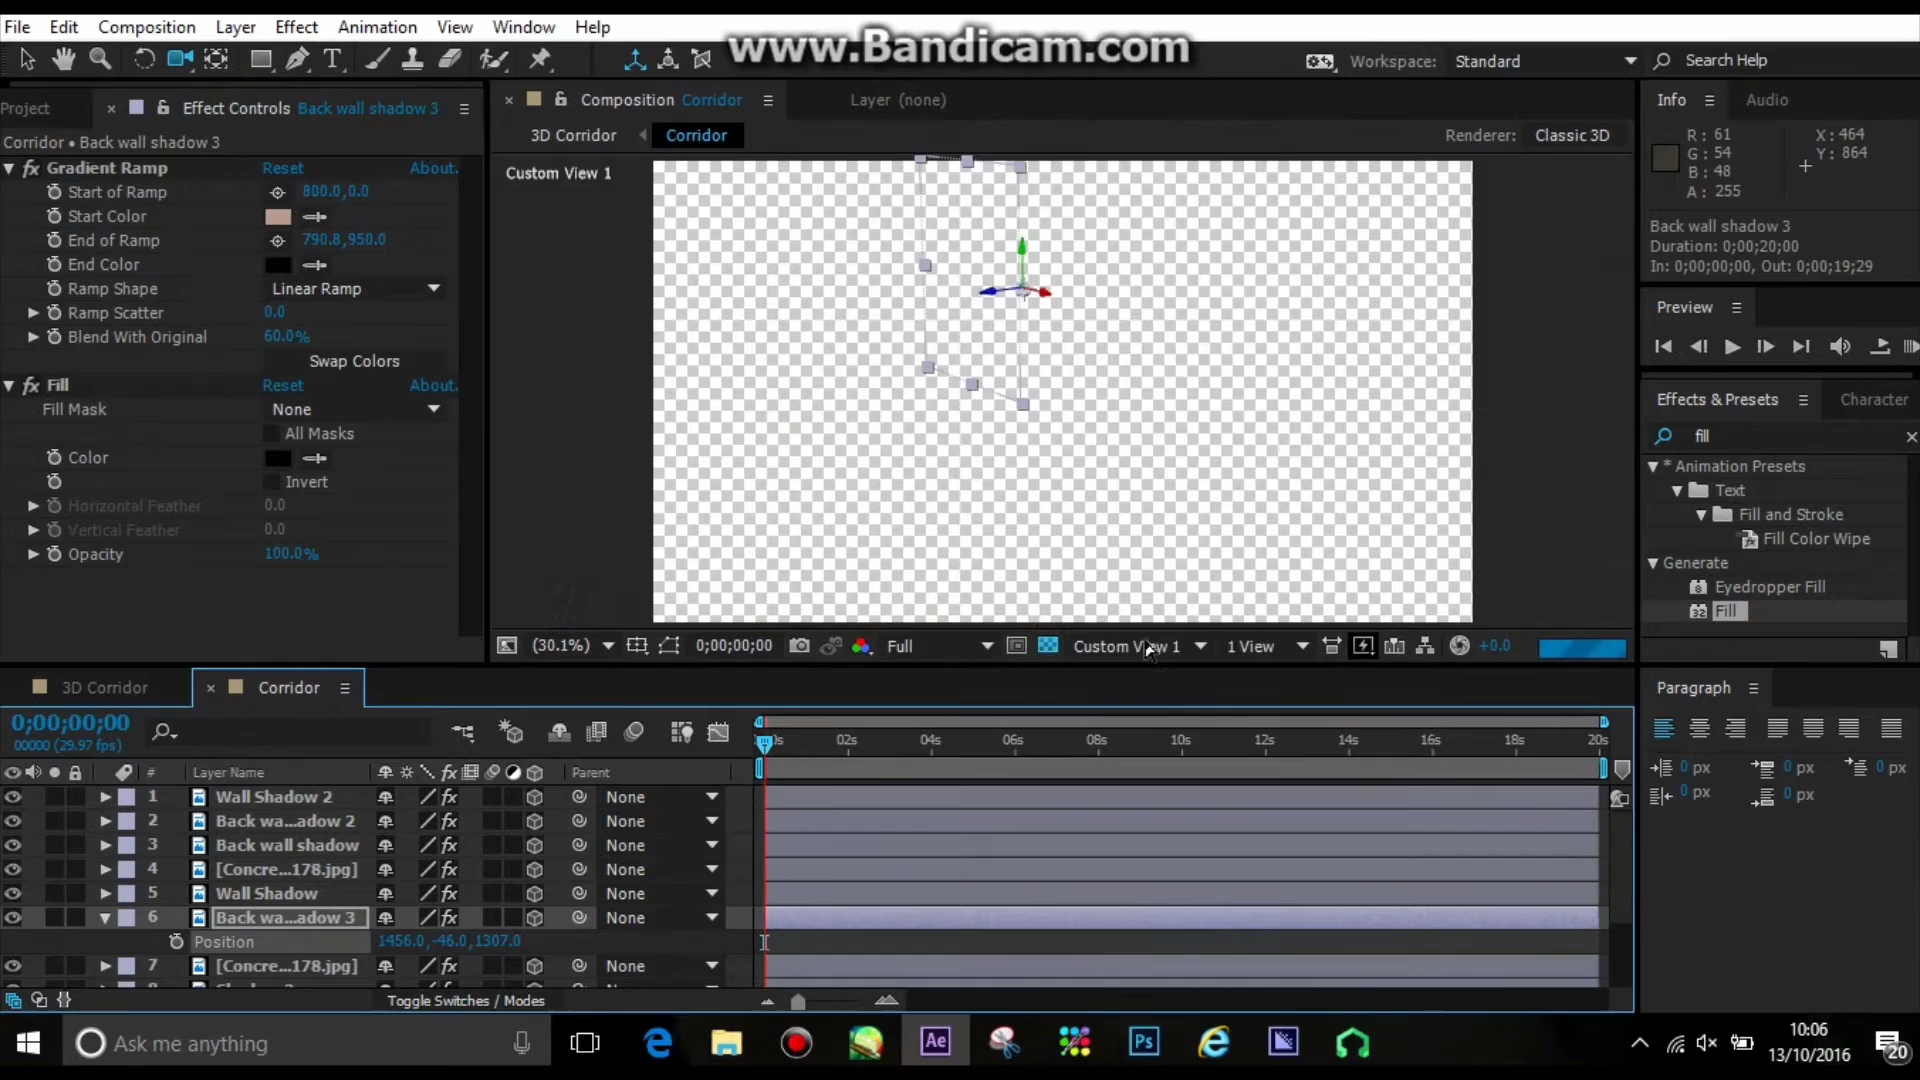 www.Bandicam.com
File Edit Composition Layer Effect Animation View Window Help
Workspace: Standard Search Help
Project × Effect Controls Back wall shadow 3
Corridor • Back wall shadow 3
fx Gradient Ramp Reset About.
Start of Ramp 800.0,0.0
Start Color
End of Ramp 790.8,950.0
End Color
Ramp Shape Linear Ramp
Ramp Scatter 0.0
Blend With Original 60.0%
Swap Colors
fx Fill Reset About.
Fill Mask None
All Masks
Color
Invert
Horizontal Feather 0.0
Vertical Feather 0.0
Opacity 100.0%
× Composition Corridor Layer (none)
3D Corridor Corridor Renderer: Classic 3D
Custom View 1
(30.1%) 0;00;00;00 Full Custom View 1 1 View +0.0
Info Audio
R: 61 X: 464
G: 54 Y: 864
B: 48
A: 255
Back wall shadow 3
Duration: 0;00;20;00
In: 0;00;00;00, Out: 0;00;19;29
Preview
Effects & Presets Character
fill ×
* Animation Presets
Text
Fill and Stroke
Fill Color Wipe
Generate
Eyedropper Fill
32 Fill
Paragraph
0 px 0 px 0 px
0 px 0 px
3D Corridor × Corridor
0;00;00;00
00000 (29.97 fps)
02s 04s 06s 08s 10s 12s 14s 16s 18s 20s
# Layer Name fx Parent
1 Wall Shadow 2 fx None
2 Back wa...adow 2 fx None
3 Back wall shadow fx None
4 [Concre...178.jpg] fx None
5 Wall Shadow fx None
6 Back wa...adow 3 fx None
Position 1456.0,-46.0,1307.0
7 [Concre...178.jpg] fx None
Toggle Switches / Modes
Ask me anything Ae Ps 10:06
13/10/2016 20